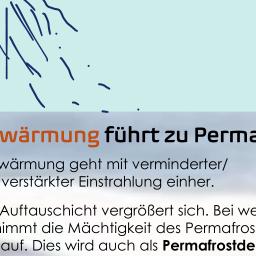 wärmung führt zu Perma
wärmung geht mit verminderter/
verstärkter Einstrahlung einher.
Auftauschicht vergrößert sich. Bei we
nimmt die Mächtigkeit des Permafros
auf. Dies wird auch als Permafrostde